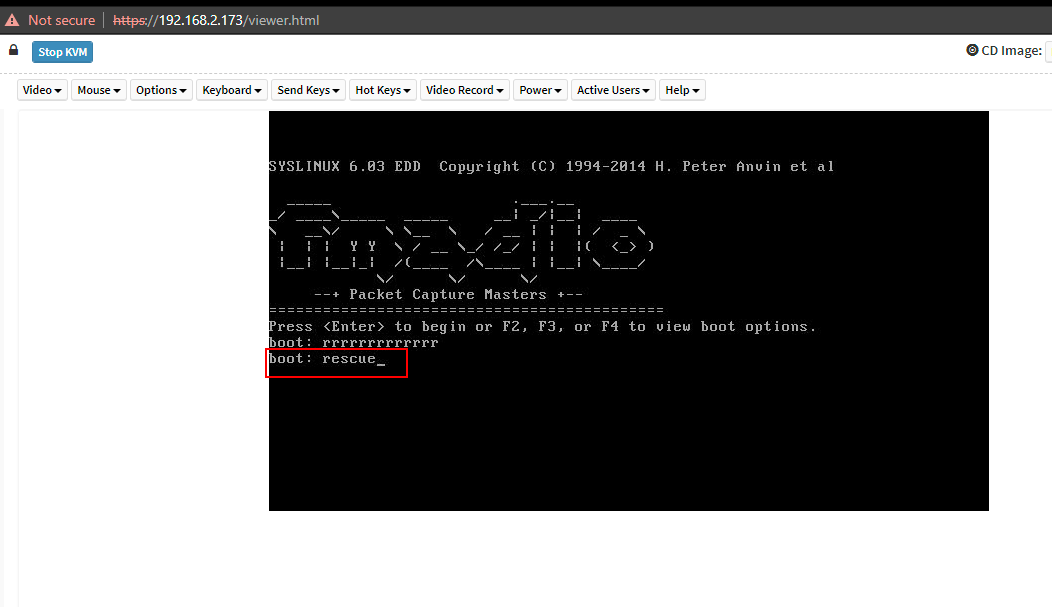 Not secure https://192.168.2.173/viewer.html
Stop KVM CD Image:
Video Mouse Options Keyboard Send Keys Hot Keys Video Record Power Active Users Help
SYSLINUX 6.03 EDD Copyright (C) 1994-2014 H. Peter Anvin et al
fmadio
--+ Packet Capture Masters +--
============================================
Press <Enter> to begin or F2, F3, or F4 to view boot options.
boot: rrrrrrrrrrrrr
boot: rescue_